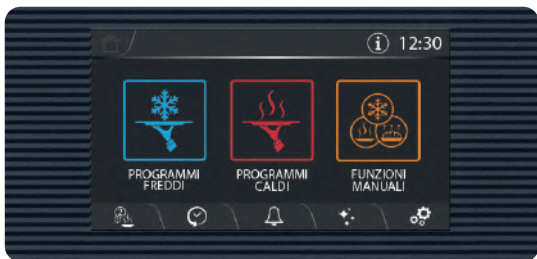 i 12:30
PROGRAMMI
FREDDI
PROGRAMMI
CALDI
FUNZIONI
MANUALI